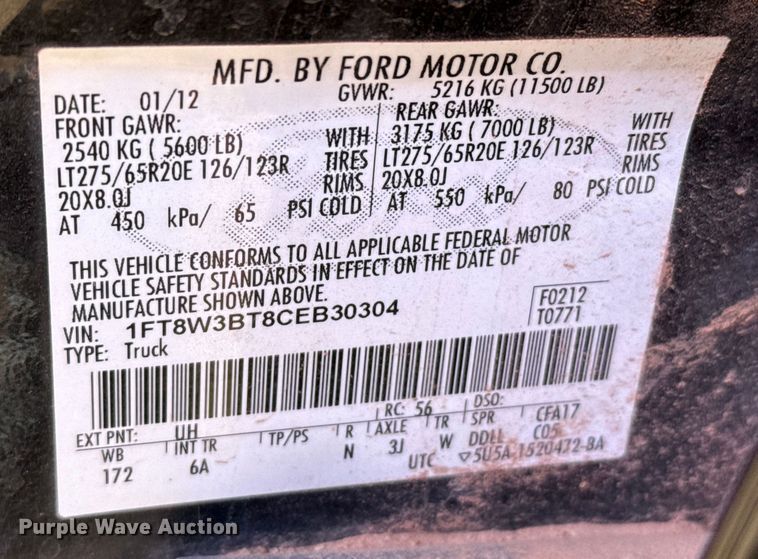 MFD. BY FORD MOTOR CO.
DATE: 01/12 GVWR: 5216 KG (11500 LB)
FRONT GAWR: REAR GAWR:
2540 KG ( 5600 LB) WITH 3175 KG ( 7000 LB) WITH
LT275/65R20E 126/123R TIRES LT275/65R20E 126/123R TIRES
20X8.0J RIMS 20X8.0J RIMS
AT 450 kPa/ 65 PSI COLD AT 550 kPa/ 80 PSI COLD
THIS VEHICLE CONFORMS TO ALL APPLICABLE FEDERAL MOTOR
VEHICLE SAFETY STANDARDS IN EFFECT ON THE DATE OF
MANUFACTURE SHOWN ABOVE.
VIN: 1FT8W3BT8CEB30304 F0212
TYPE: Truck T0771
EXT PNT: UH RC: 56 DSO:
WB INT TR TP/PS R AXLE TR SPR CFA17
172 6A N 3J W DDLL C05
UTC ▽5U5A-1520472-BA
Purple Wave Auction